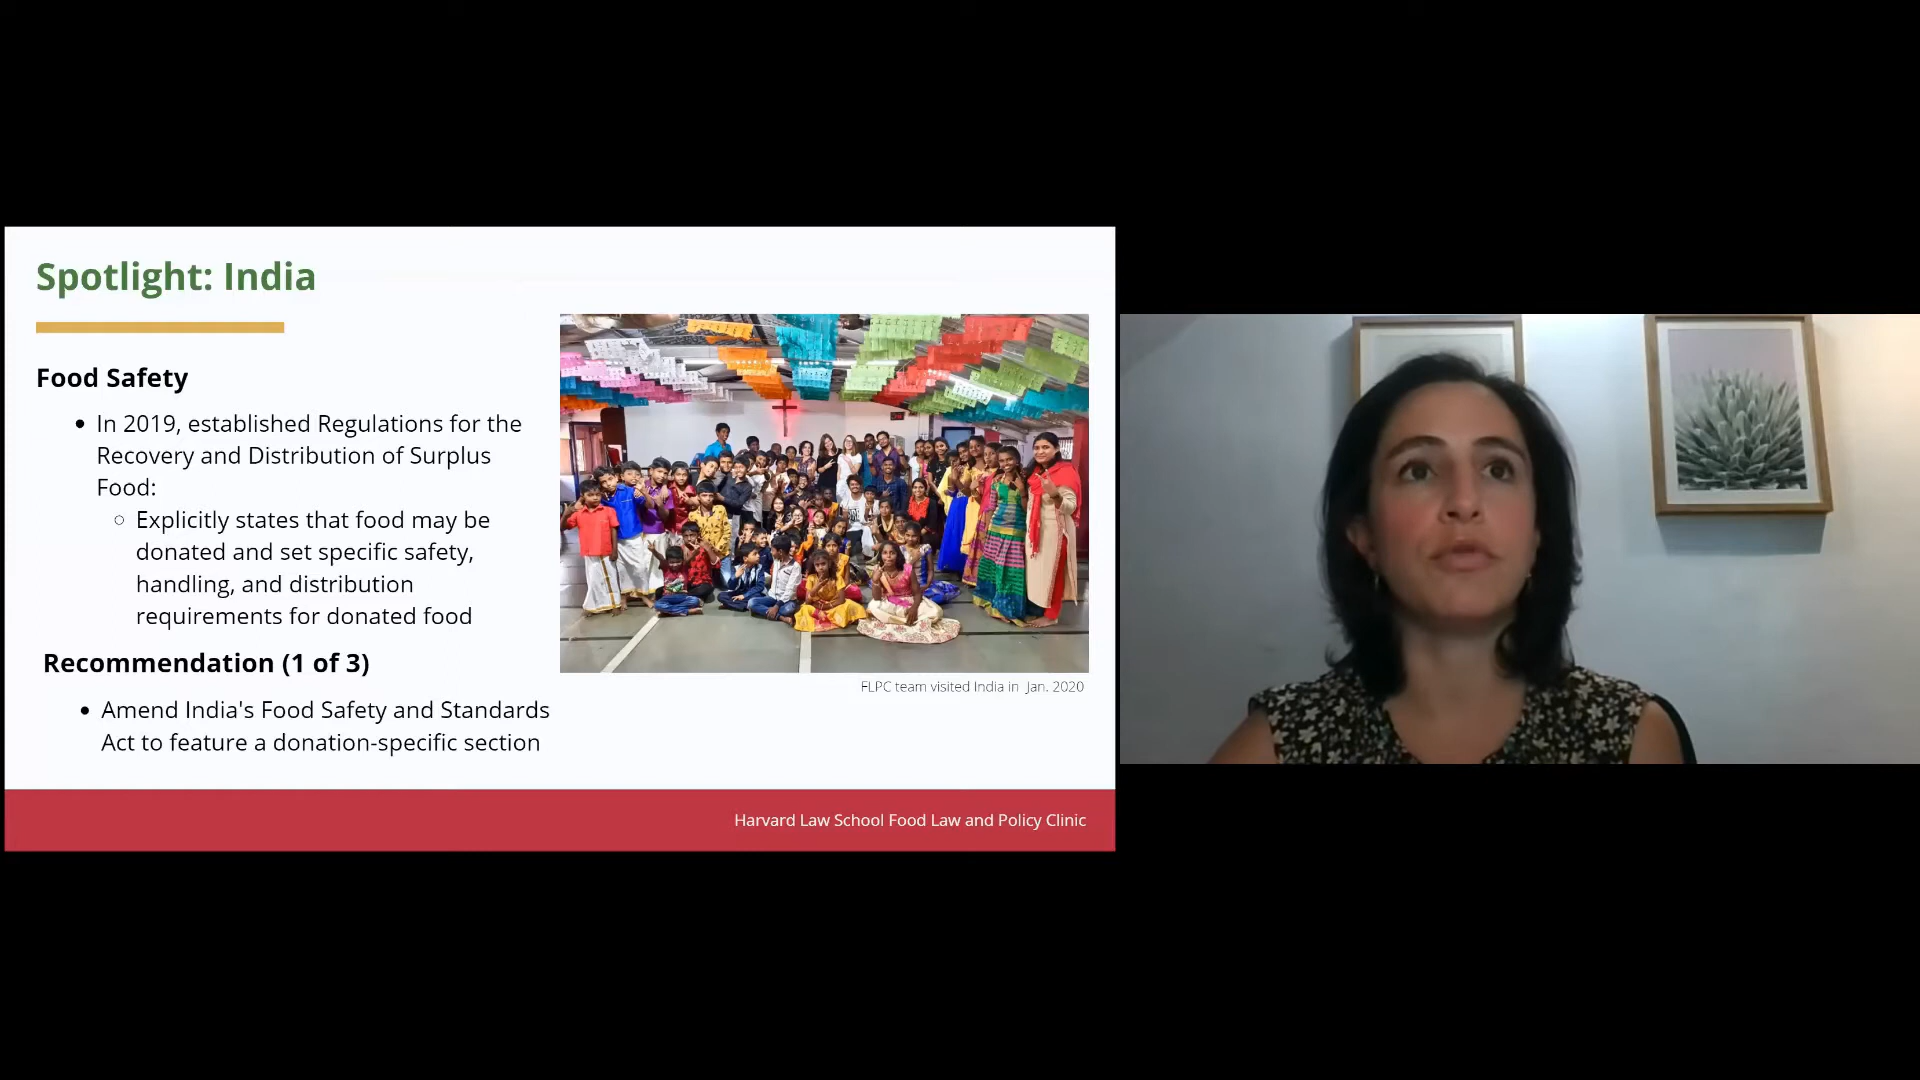 Spotlight: India
Food Safety
• In 2019, established Regulations for the
Recovery and Distribution of Surplus
Food:
○ Explicitly states that food may be
donated and set specific safety,
handling, and distribution
requirements for donated food
Recommendation (1 of 3)
• Amend India's Food Safety and Standards
Act to feature a donation-specific section
FLPC team visited India in Jan. 2020
Harvard Law School Food Law and Policy Clinic